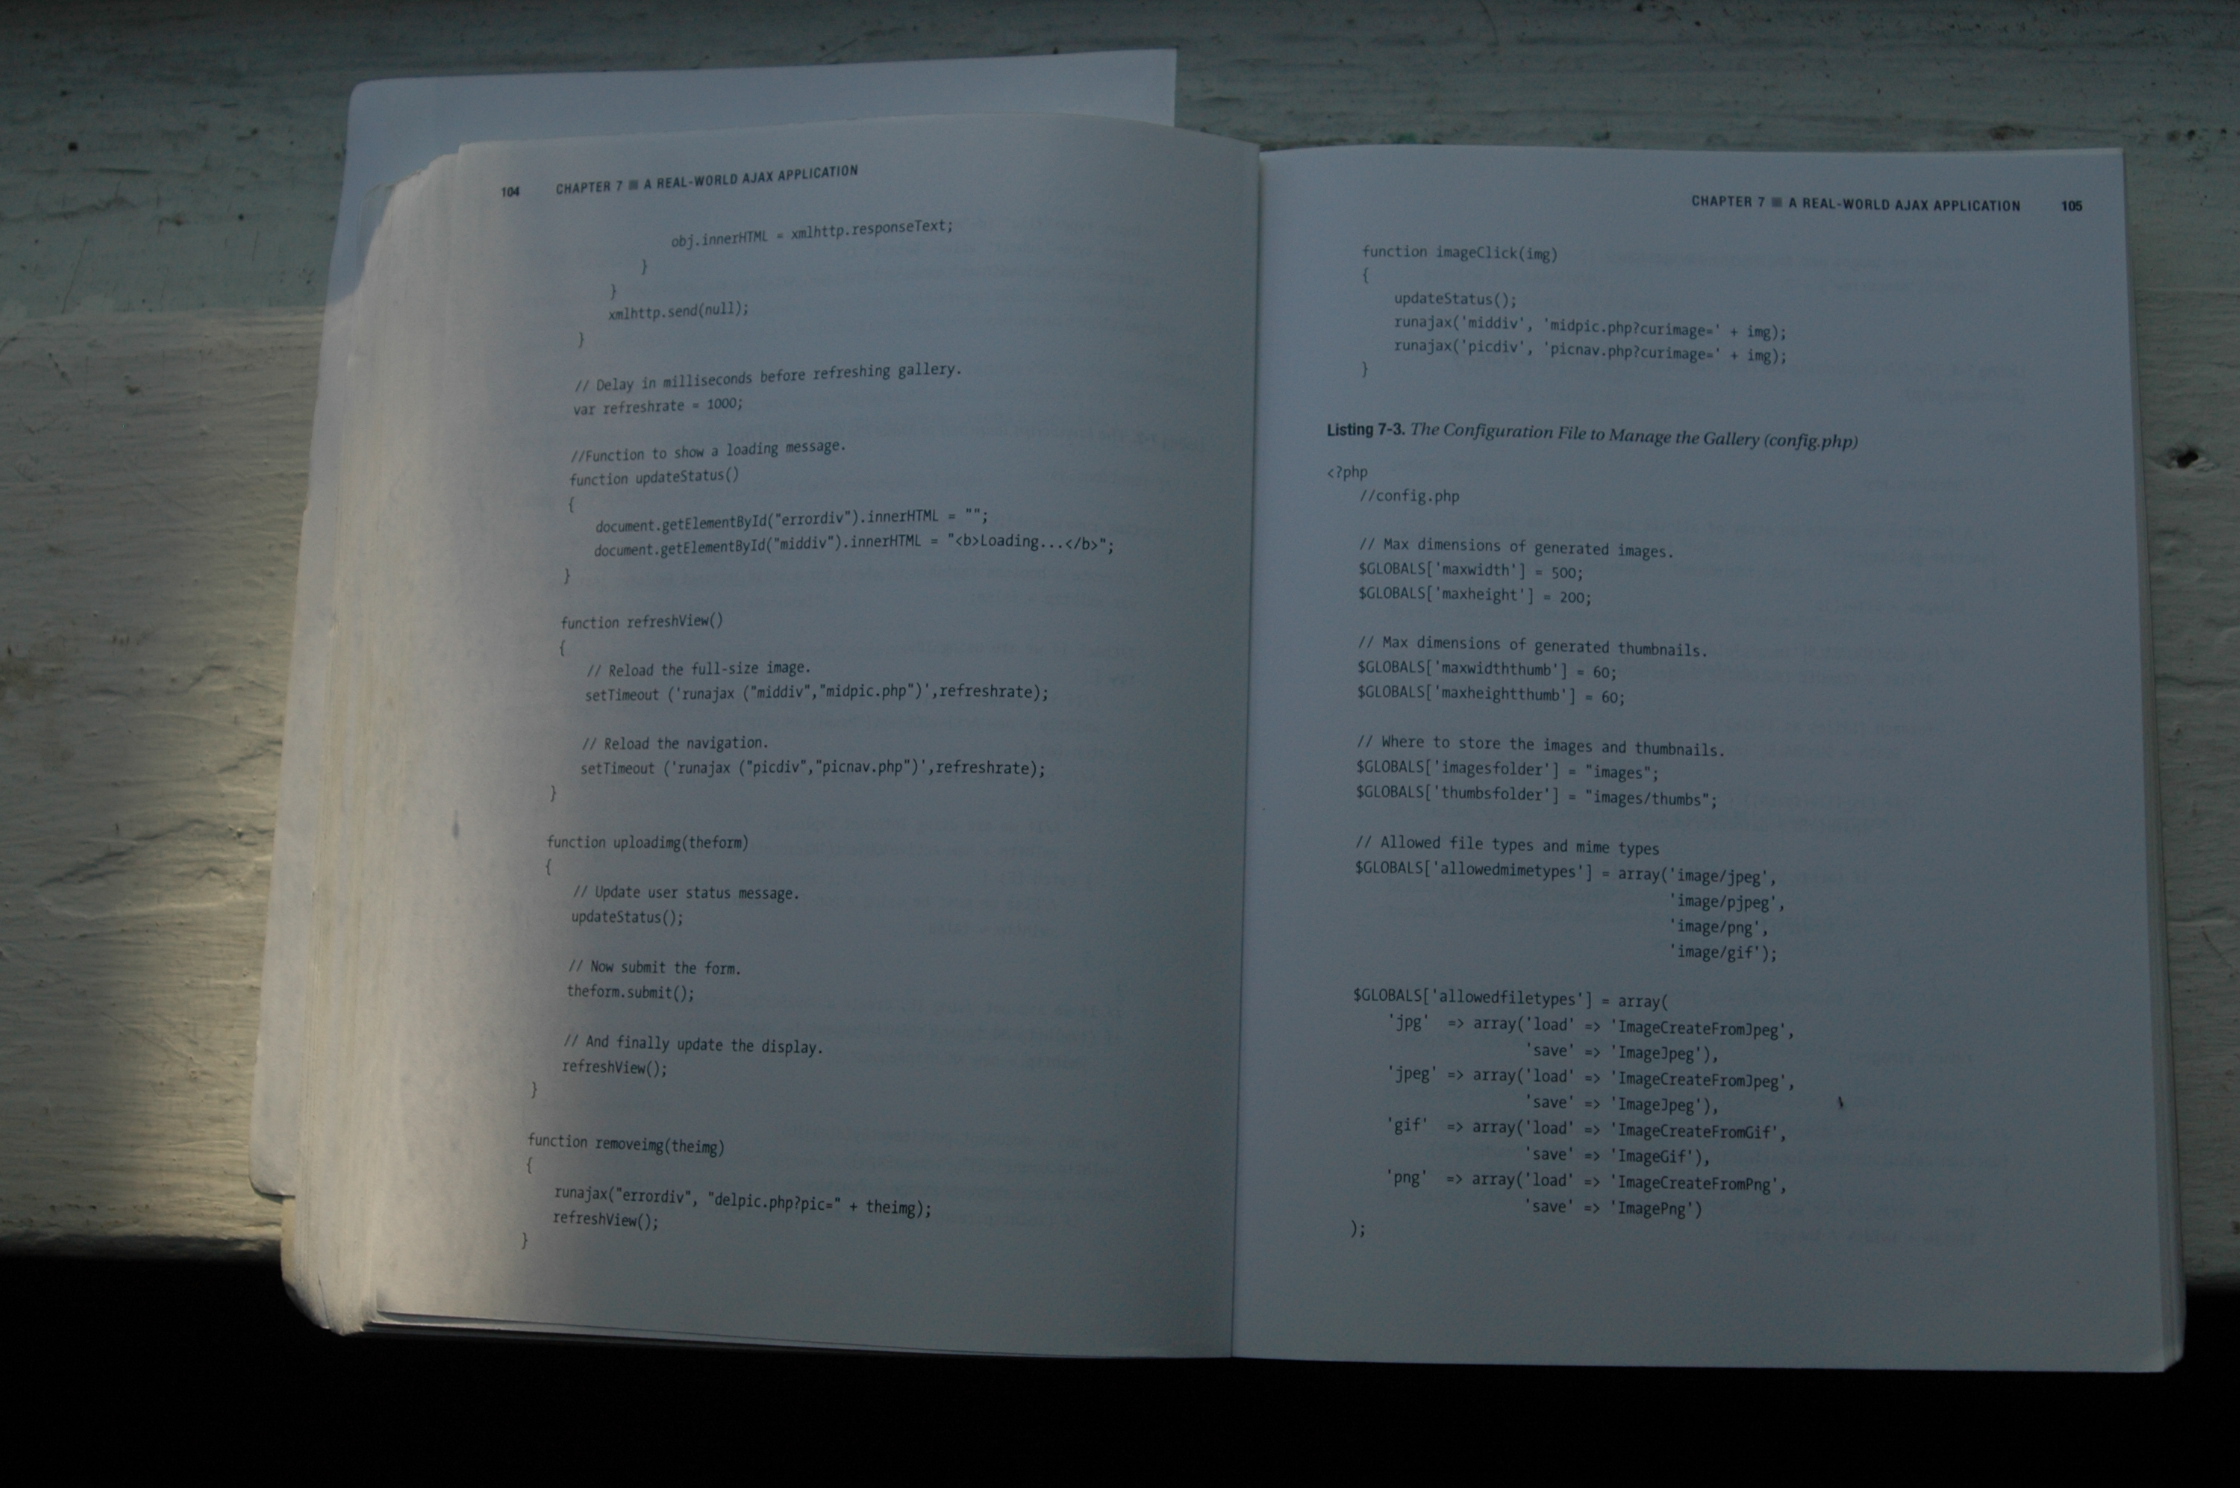 104 CHAPTER 7 ■ A REAL-WORLD AJAX APPLICATION
obj.innerHTML = xmlhttp.responseText;
}
}
xmlhttp.send(null);
}
// Delay in milliseconds before refreshing gallery.
var refreshrate = 1000;
//Function to show a loading message.
function updateStatus()
{
document.getElementById("errordiv").innerHTML = "";
document.getElementById("middiv").innerHTML = "<b>Loading...</b>";
}
function refreshView()
{
// Reload the full-size image.
setTimeout ('runajax ("middiv","midpic.php")',refreshrate);
// Reload the navigation.
setTimeout ('runajax ("picdiv","picnav.php")',refreshrate);
}
function uploadimg(theform)
{
// Update user status message.
updateStatus();
// Now submit the form.
theform.submit();
// And finally update the display.
refreshView();
}
function removeimg(theimg)
{
runajax("errordiv", "delpic.php?pic=" + theimg);
refreshView();
}
CHAPTER 7 ■ A REAL-WORLD AJAX APPLICATION 105
function imageClick(img)
{
updateStatus();
runajax('middiv', 'midpic.php?curimage=' + img);
runajax('picdiv', 'picnav.php?curimage=' + img);
}
Listing 7-3. The Configuration File to Manage the Gallery (config.php)
<?php
//config.php
// Max dimensions of generated images.
$GLOBALS['maxwidth'] = 500;
$GLOBALS['maxheight'] = 200;
// Max dimensions of generated thumbnails.
$GLOBALS['maxwidththumb'] = 60;
$GLOBALS['maxheightthumb'] = 60;
// Where to store the images and thumbnails.
$GLOBALS['imagesfolder'] = "images";
$GLOBALS['thumbsfolder'] = "images/thumbs";
// Allowed file types and mime types
$GLOBALS['allowedmimetypes'] = array('image/jpeg',
'image/pjpeg',
'image/png',
'image/gif');
$GLOBALS['allowedfiletypes'] = array(
'jpg' => array('load' => 'ImageCreateFromJpeg',
'save' => 'ImageJpeg'),
'jpeg' => array('load' => 'ImageCreateFromJpeg',
'save' => 'ImageJpeg'),
'gif' => array('load' => 'ImageCreateFromGif',
'save' => 'ImageGif'),
'png' => array('load' => 'ImageCreateFromPng',
'save' => 'ImagePng')
);